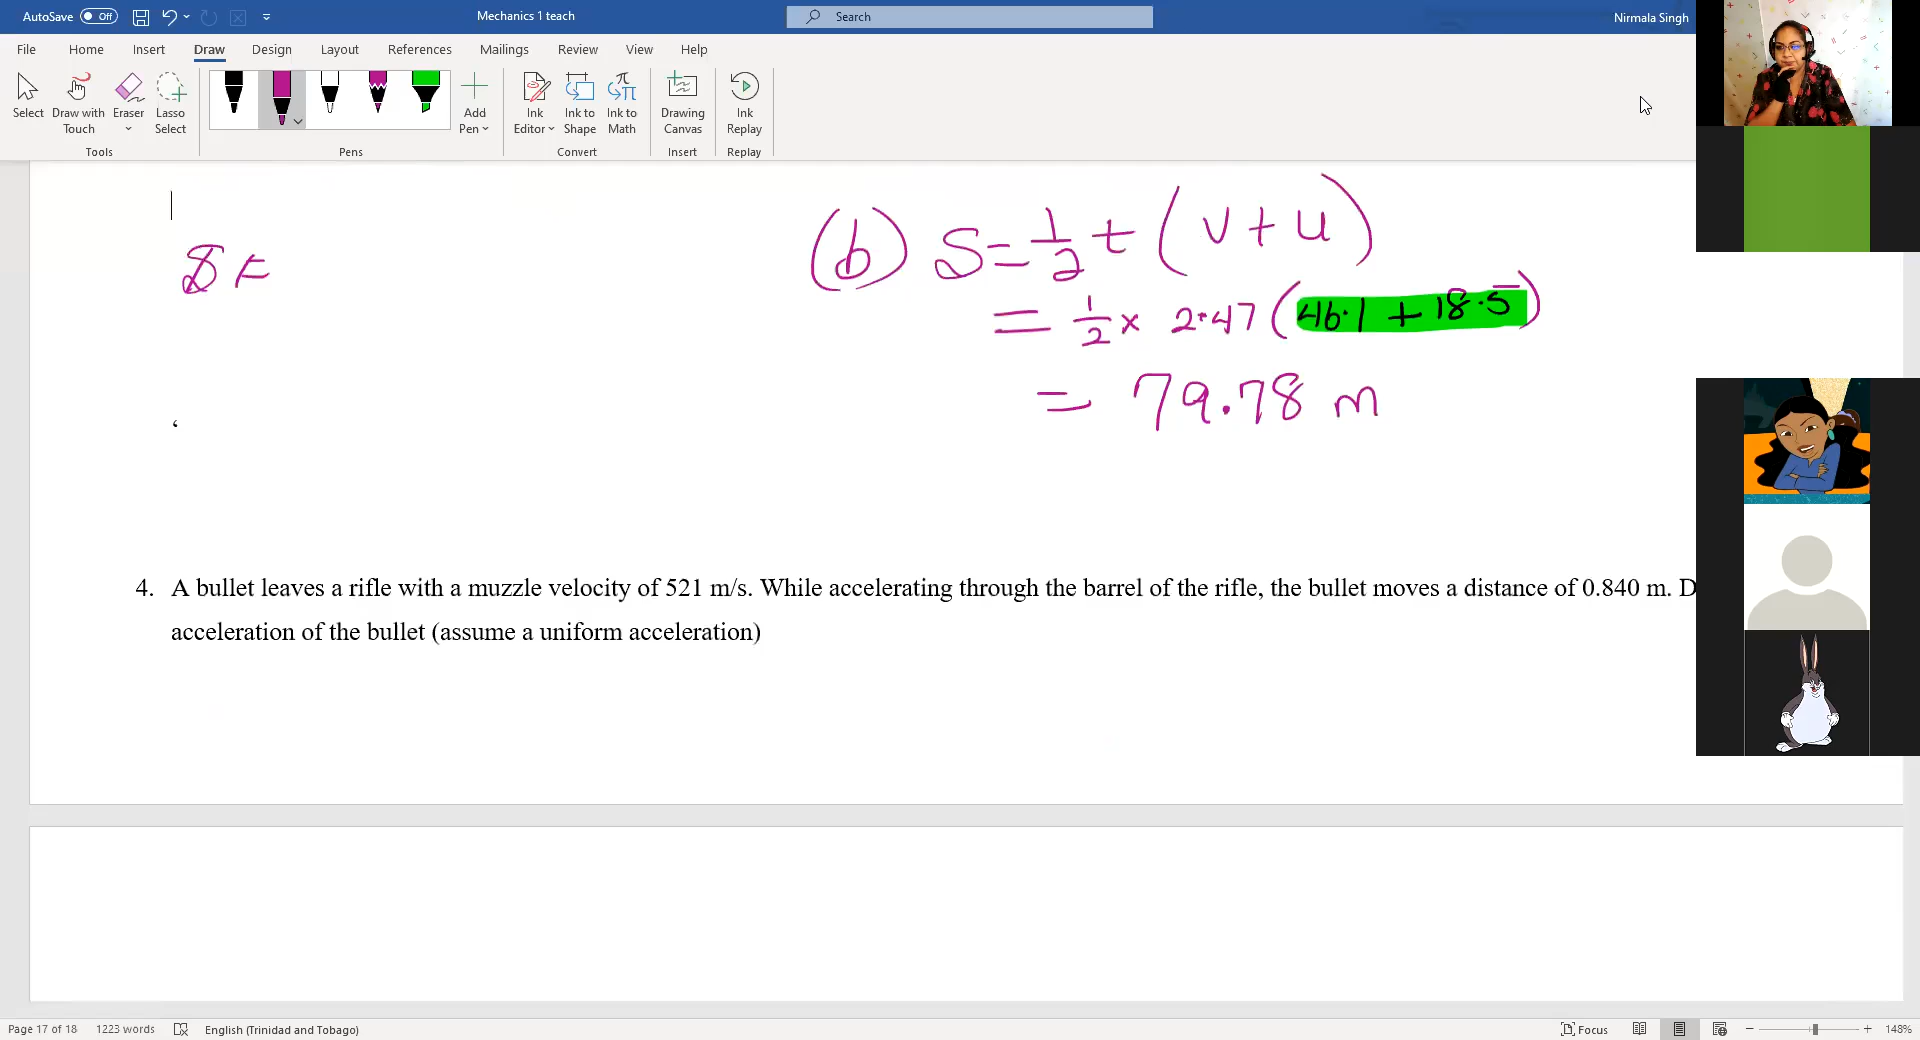 AutoSave Off Mechanics 1 teach Search Nirmala Singh
File Home Insert Draw Design Layout References Mailings Review View Help
Select Draw with Touch Eraser Lasso Select Add Pen Ink Editor Ink to Shape Ink to Math Drawing Canvas Ink Replay
Tools Pens Convert Insert Replay
(b) S = 1/2 t (v + u)
S =
= 1/2 × 2.47 (46.1 + 18.5)
= 79.78 m
4. A bullet leaves a rifle with a muzzle velocity of 521 m/s. While accelerating through the barrel of the rifle, the bullet moves a distance of 0.840 m. D
acceleration of the bullet (assume a uniform acceleration)
Page 17 of 18 1223 words English (Trinidad and Tobago) Focus 148%